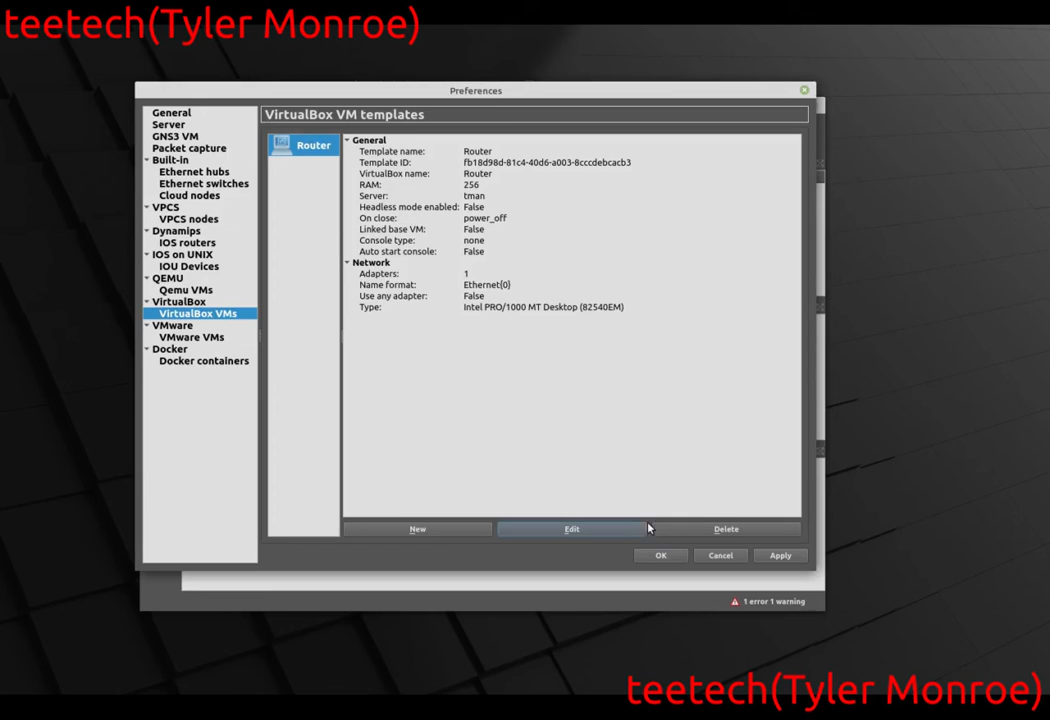 teetech(Tyler Monroe)
Preferences
General
Server
GNS3 VM
Packet capture
Built-in
Ethernet hubs
Ethernet switches
Cloud nodes
VPCS
VPCS nodes
Dynamips
IOS routers
IOS on UNIX
IOU Devices
QEMU
Qemu VMs
VirtualBox
VirtualBox VMs
VMware
VMware VMs
Docker
Docker containers
VirtualBox VM templates
Router
General
Template name: Router
Template ID: fb18d98d-81c4-40d6-a003-8cccdebcacb3
VirtualBox name: Router
RAM: 256
Server: tman
Headless mode enabled: False
On close: power_off
Linked base VM: False
Console type: none
Auto start console: False
Network
Adapters: 1
Name format: Ethernet{0}
Use any adapter: False
Type: Intel PRO/1000 MT Desktop (82540EM)
New Edit Delete
OK Cancel Apply
1 error 1 warning
teetech(Tyler Monroe)